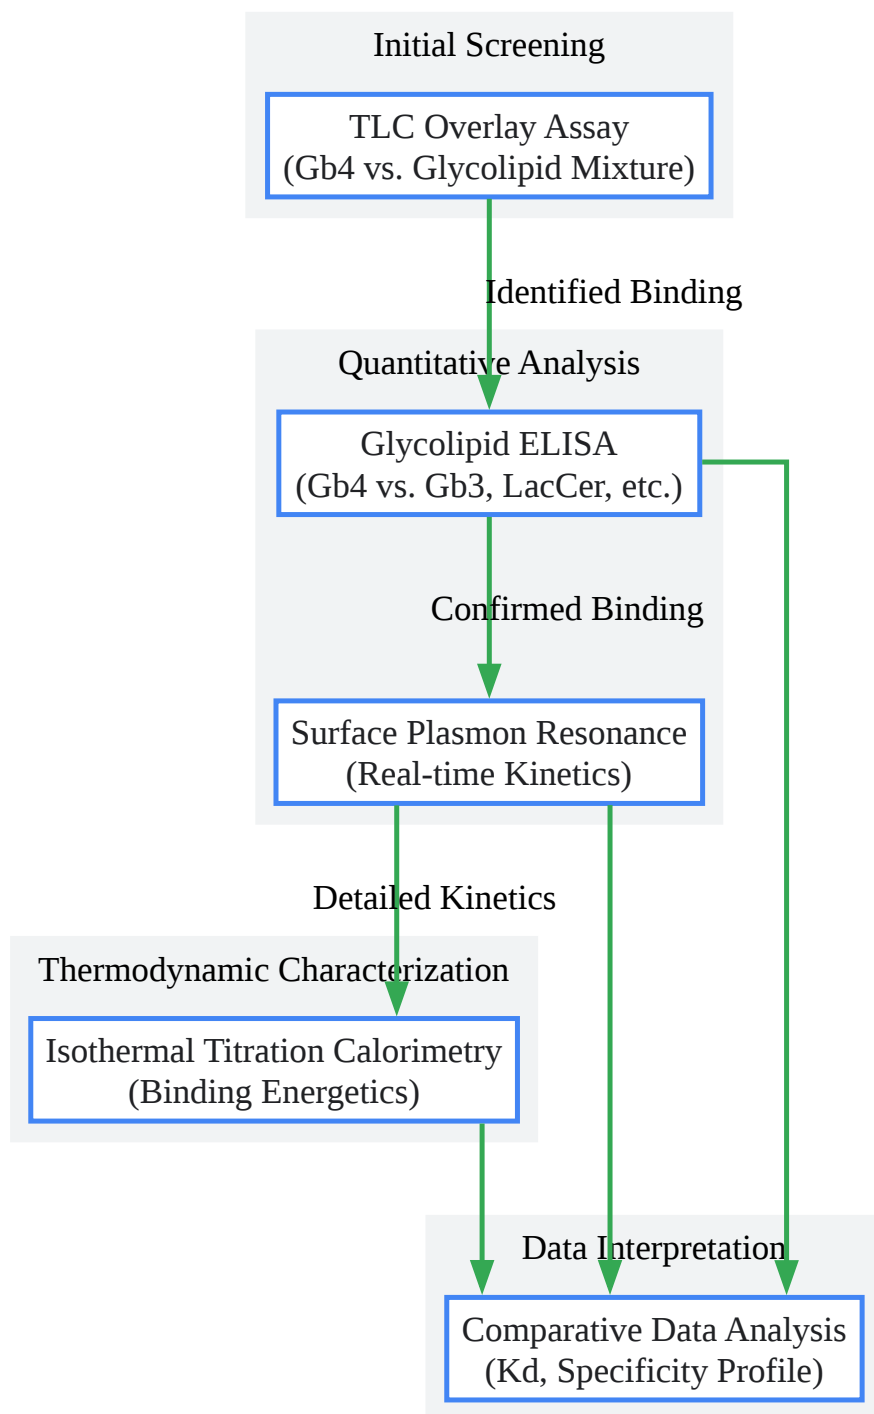 Initial Screening
TLC Overlay Assay
(Gb4 vs. Glycolipid Mixture)
Identified Binding
Quantitative Analysis
Glycolipid ELISA
(Gb4 vs. Gb3, LacCer, etc.)
Confirmed Binding
Surface Plasmon Resonance
(Real-time Kinetics)
Detailed Kinetics
Thermodynamic Characterization
Isothermal Titration Calorimetry
(Binding Energetics)
Data Interpretation
Comparative Data Analysis
(Kd, Specificity Profile)